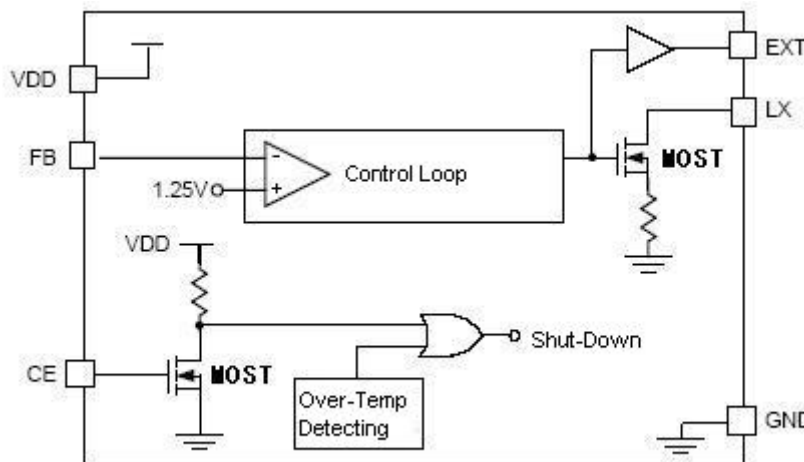 EXT
VDD
LX
FB
Control Loop
MOST
1.25V
VDD
Shut-Down
CE
MOST
Over-Temp
Detecting
GND